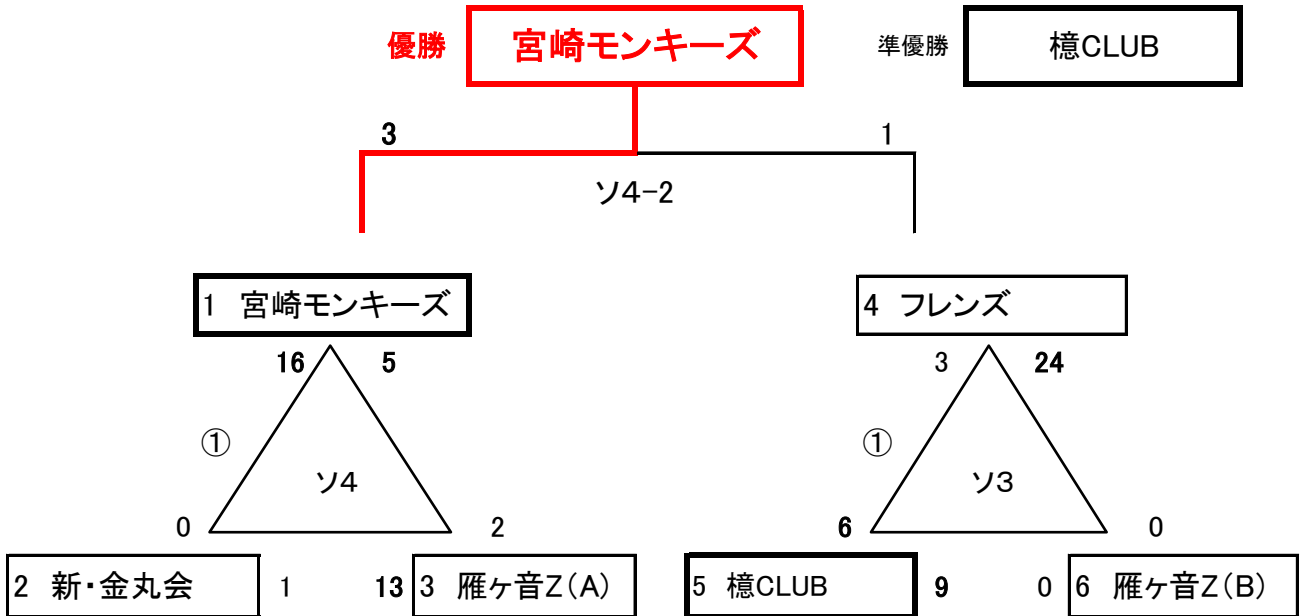 優勝 宮崎モンキーズ 準優勝 檍CLUB
3 1
ソ4-2
1 宮崎モンキーズ 4 フレンズ
16 5 3 24
① ①
ソ4 ソ3
0 2 6 0
2 新・金丸会 1 13 3 雁ヶ音Z(A) 5 檍CLUB 9 0 6 雁ヶ音Z(B)